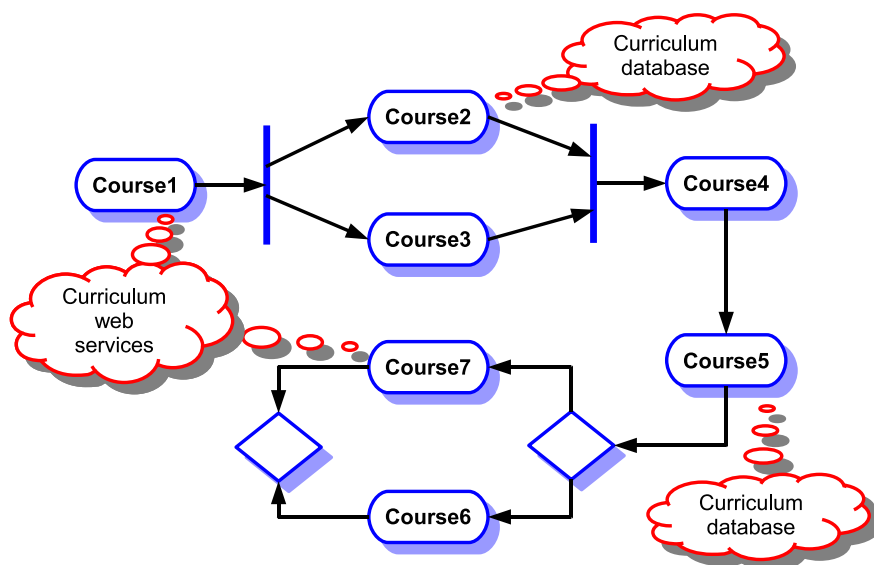 Curriculum
database
Course2
Course1
Course4
Course3
Curriculum
web
services
Course7
Course5
Course6
Curriculum
database